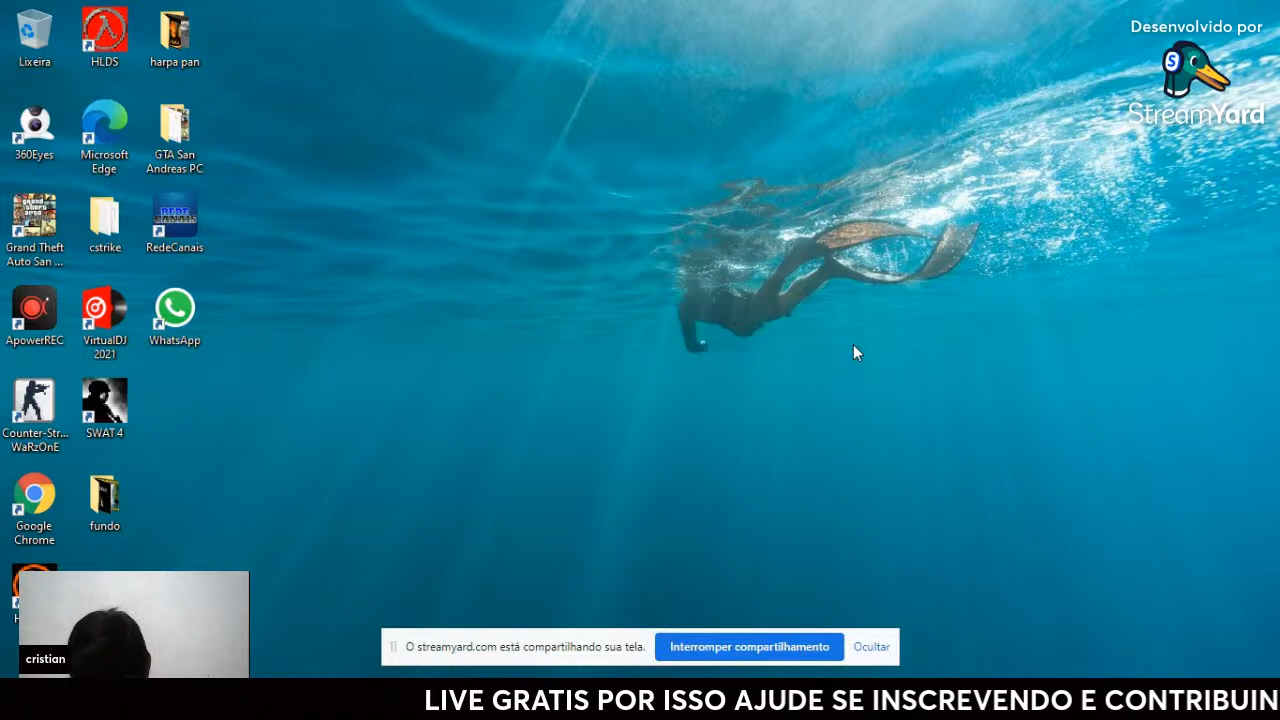 Desenvolvido por
StreamYard
Lixeira
HLDS
harpa pan
360Eyes
Microsoft
Edge
GTA San
Andreas PC
Grand Theft
Auto San ...
cstrike
REDE
CANAIS
RedeCanais
ApowerREC
VirtualDJ
2021
WhatsApp
Counter-Str...
WaRzOnE
SWAT 4
Google
Chrome
fundo
cristian
O streamyard.com está compartilhando sua tela.
Interromper compartilhamento
Ocultar
LIVE GRATIS POR ISSO AJUDE SE INSCREVENDO E CONTRIBUIN